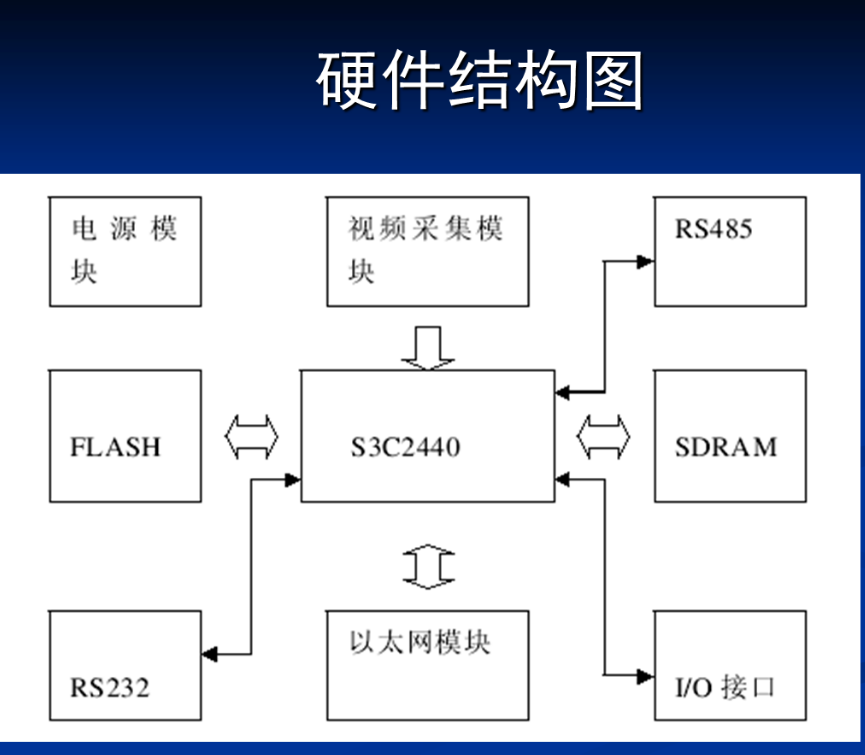 硬件结构图
电源模
块
视频采集模
块
RS485
FLASH
S3C2440
SDRAM
RS232
以太网模块
I/O 接口